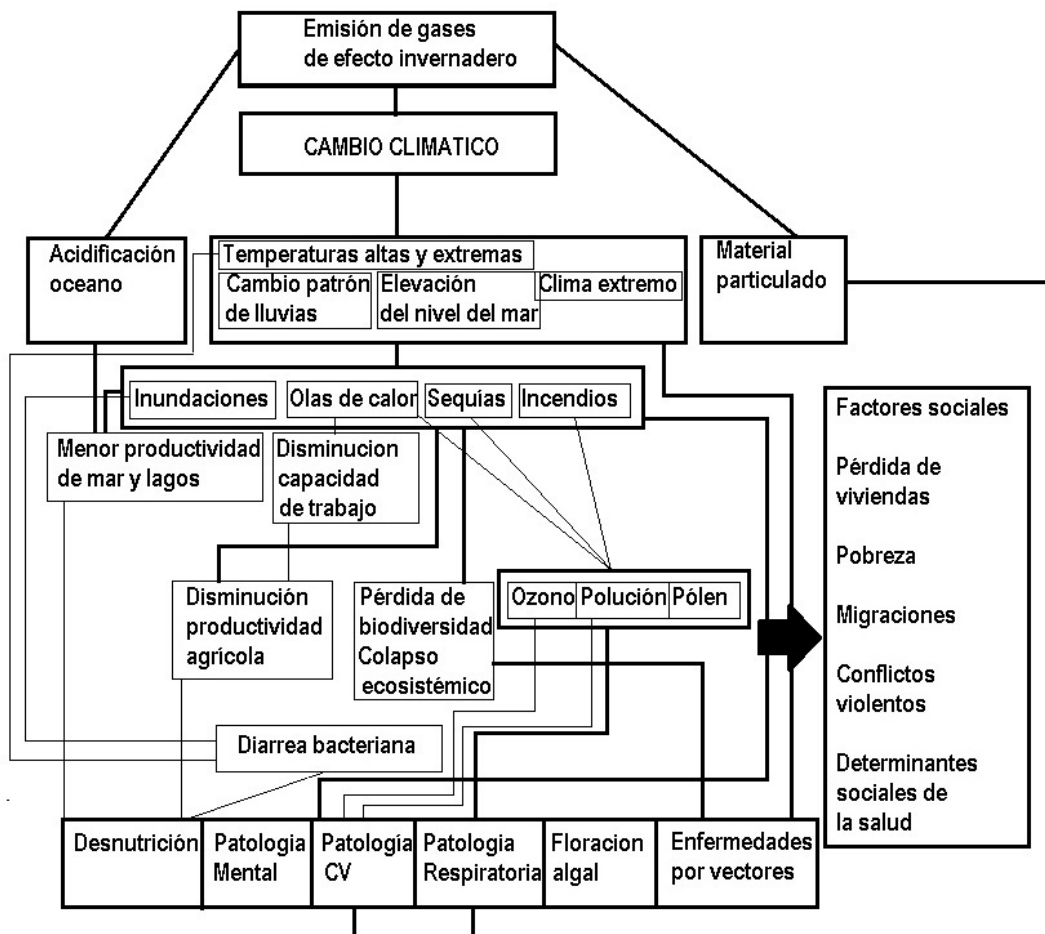 Emisión de gases
de efecto invernadero
CAMBIO CLIMATICO
Acidificación
oceano
Temperaturas altas y extremas
Cambio patrón
de lluvias
Elevación
del nivel del mar
Clima extremo
Material
particulado
Inundaciones
Olas de calor
Sequías
Incendios
Menor productividad
de mar y lagos
Disminucion
capacidad
de trabajo
Disminución
productividad
agrícola
Pérdida de
biodiversidad
Colapso
ecosistémico
Ozono
Polución
Pólen
Diarrea bacteriana
Desnutrición
Patologia
Mental
Patología
CV
Patologia
Respiratoria
Floracion
algal
Enfermedades
por vectores
Factores sociales
Pérdida de
viviendas
Pobreza
Migraciones
Conflictos
violentos
Determinantes
sociales de
la salud